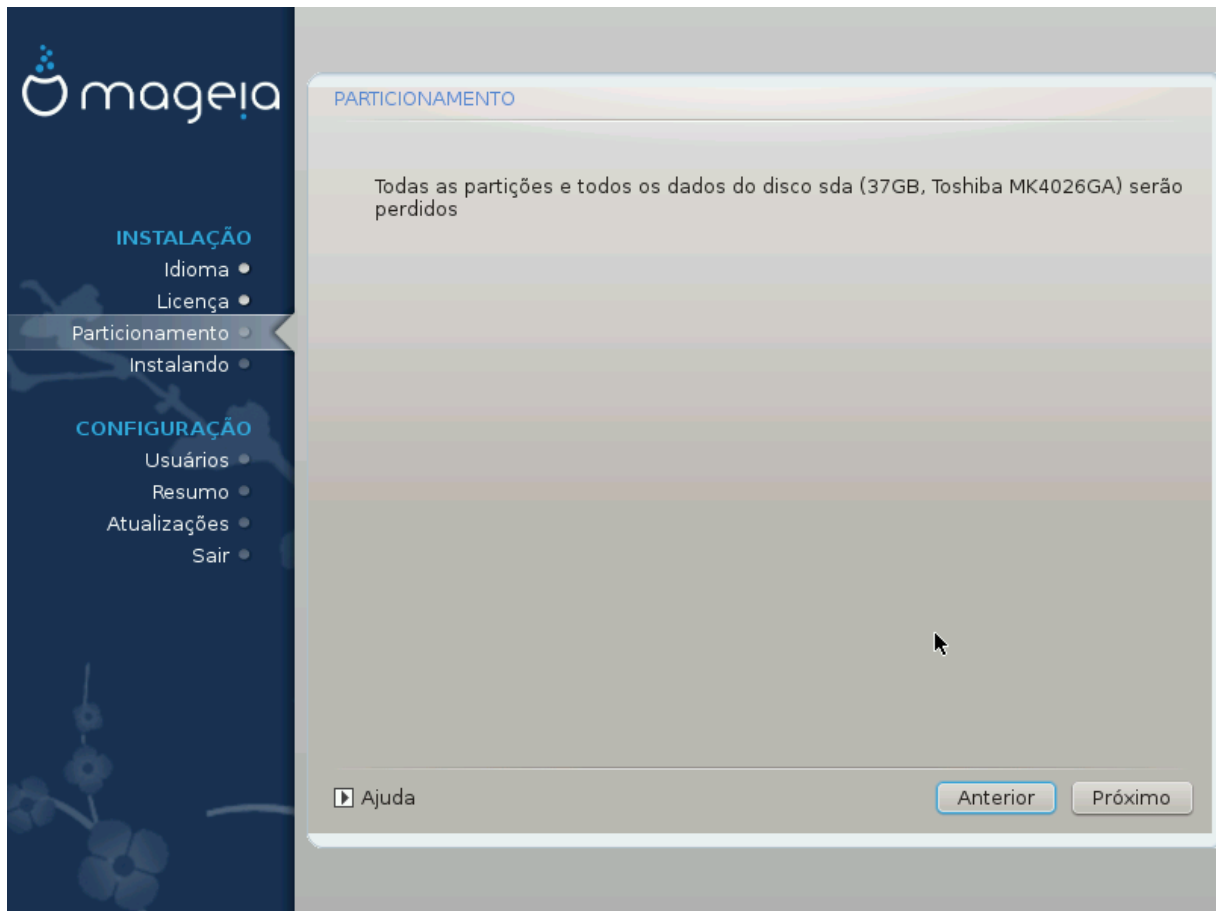 mageia
INSTALAÇÃO
Idioma
Licença
Particionamento
Instalando
CONFIGURAÇÃO
Usuários
Resumo
Atualizações
Sair
PARTICIONAMENTO
Todas as partições e todos os dados do disco sda (37GB, Toshiba MK4026GA) serão
perdidos
Ajuda
Anterior
Próximo